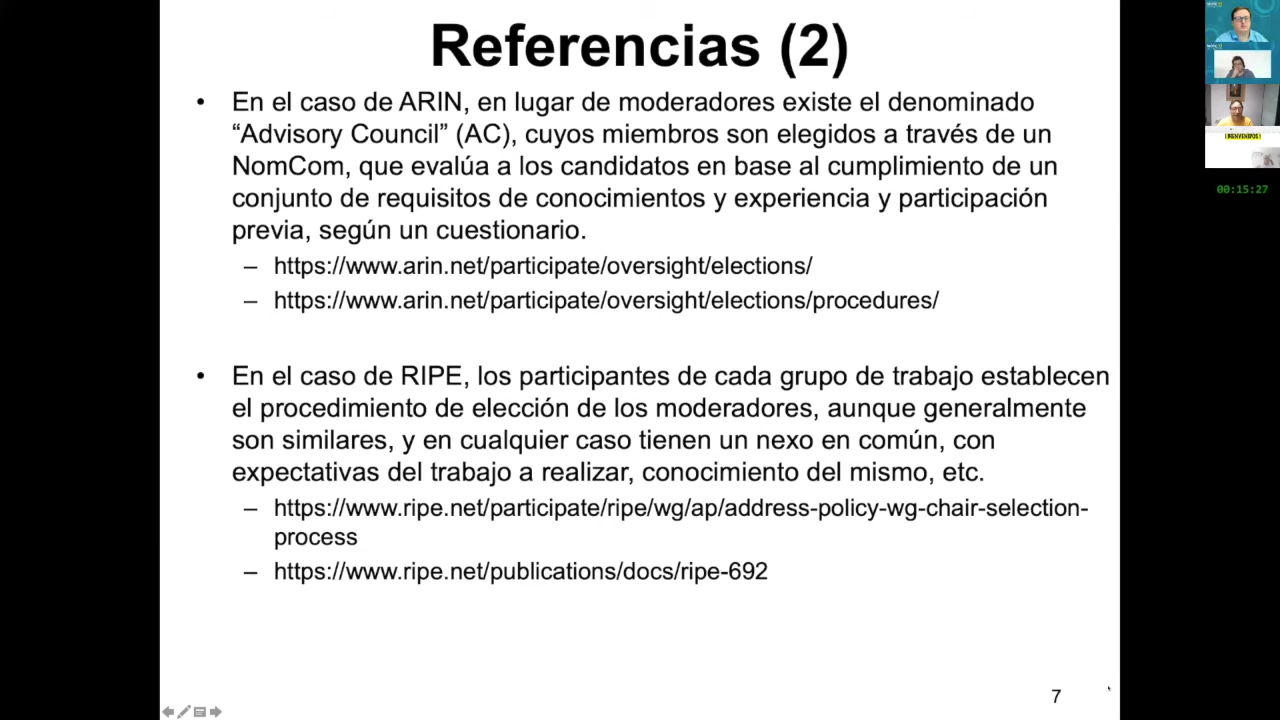 Referencias (2)
• En el caso de ARIN, en lugar de moderadores existe el denominado
“Advisory Council” (AC), cuyos miembros son elegidos a través de un
NomCom, que evalúa a los candidatos en base al cumplimiento de un
conjunto de requisitos de conocimientos y experiencia y participación
previa, según un cuestionario.
– https://www.arin.net/participate/oversight/elections/
– https://www.arin.net/participate/oversight/elections/procedures/
• En el caso de RIPE, los participantes de cada grupo de trabajo establecen
el procedimiento de elección de los moderadores, aunque generalmente
son similares, y en cualquier caso tienen un nexo en común, con
expectativas del trabajo a realizar, conocimiento del mismo, etc.
– https://www.ripe.net/participate/ripe/wg/ap/address-policy-wg-chair-selection-
process
– https://www.ripe.net/publications/docs/ripe-692
7
¡BIENVENIDOS!
00:15:27